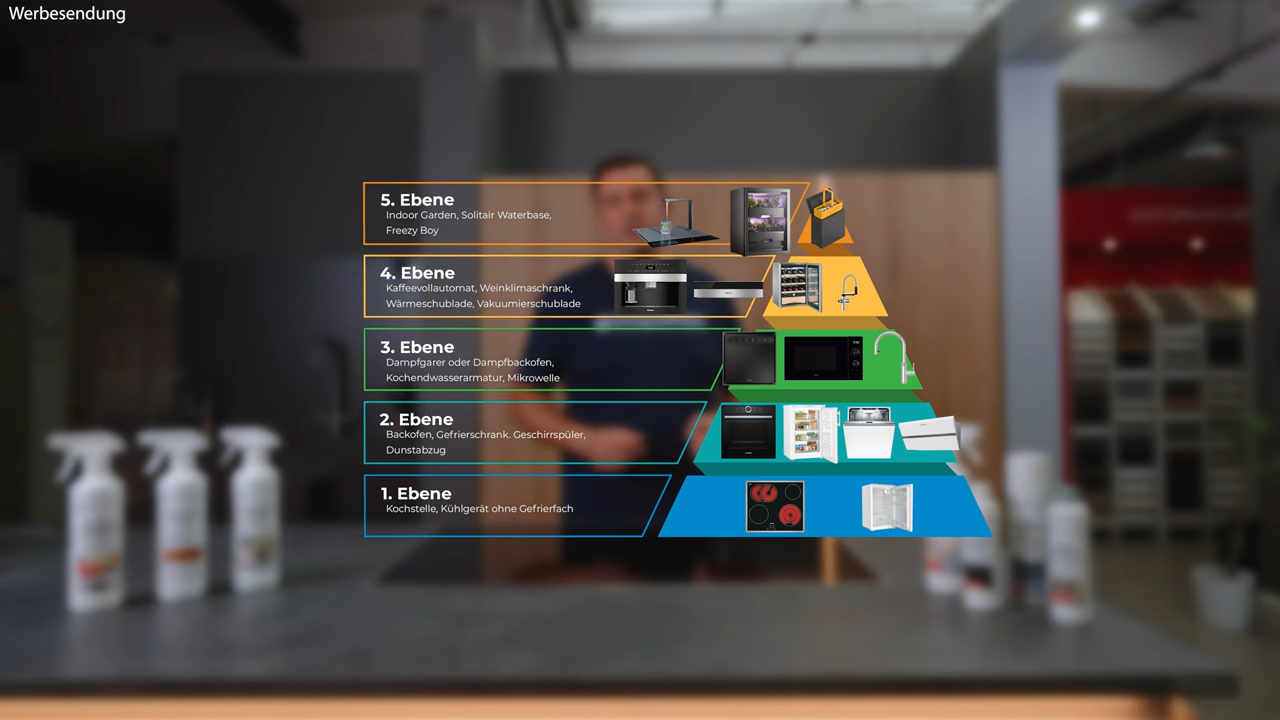 Werbesendung
5. Ebene
Indoor Garden, Solitair Waterbase,
Freezy Boy
4. Ebene
Kaffeevollautomat, Weinklimaschrank,
Wärmeschublade, Vakuumierschublade
3. Ebene
Dampfgarer oder Dampfbackofen,
Kochendwasserarmatur, Mikrowelle
2. Ebene
Backofen, Gefrierschrank. Geschirrspüler,
Dunstabzug
1. Ebene
Kochstelle, Kühlgerät ohne Gefrierfach